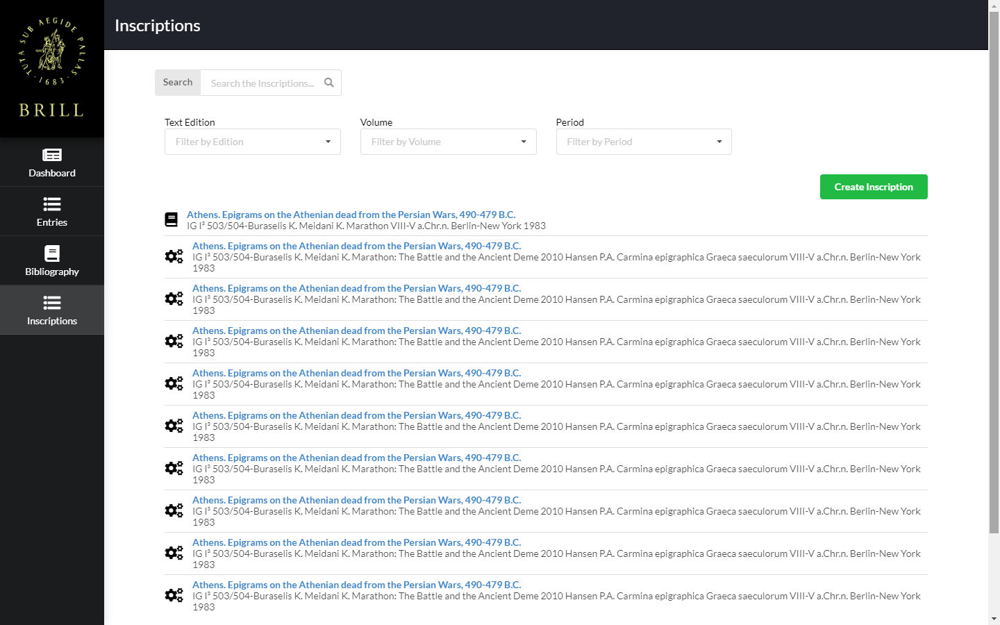 TUTA SUB AEGIDE PALLAS
· 1683 ·
BRILL
Dashboard
Entries
Bibliography
Inscriptions
Inscriptions
Search
Search the Inscriptions...
Text Edition
Filter by Edition
Volume
Filter by Volume
Period
Filter by Period
Create Inscription
Athens. Epigrams on the Athenian dead from the Persian Wars, 490-479 B.C.
IG I³ 503/504-Buraselis K. Meidani K. Marathon VIII-V a.Chr.n. Berlin-New York 1983
Athens. Epigrams on the Athenian dead from the Persian Wars, 490-479 B.C.
IG I³ 503/504-Buraselis K. Meidani K. Marathon: The Battle and the Ancient Deme 2010 Hansen P.A. Carmina epigraphica Graeca saeculorum VIII-V a.Chr.n. Berlin-New York
1983
Athens. Epigrams on the Athenian dead from the Persian Wars, 490-479 B.C.
IG I³ 503/504-Buraselis K. Meidani K. Marathon: The Battle and the Ancient Deme 2010 Hansen P.A. Carmina epigraphica Graeca saeculorum VIII-V a.Chr.n. Berlin-New York
1983
Athens. Epigrams on the Athenian dead from the Persian Wars, 490-479 B.C.
IG I³ 503/504-Buraselis K. Meidani K. Marathon: The Battle and the Ancient Deme 2010 Hansen P.A. Carmina epigraphica Graeca saeculorum VIII-V a.Chr.n. Berlin-New York
1983
Athens. Epigrams on the Athenian dead from the Persian Wars, 490-479 B.C.
IG I³ 503/504-Buraselis K. Meidani K. Marathon: The Battle and the Ancient Deme 2010 Hansen P.A. Carmina epigraphica Graeca saeculorum VIII-V a.Chr.n. Berlin-New York
1983
Athens. Epigrams on the Athenian dead from the Persian Wars, 490-479 B.C.
IG I³ 503/504-Buraselis K. Meidani K. Marathon: The Battle and the Ancient Deme 2010 Hansen P.A. Carmina epigraphica Graeca saeculorum VIII-V a.Chr.n. Berlin-New York
1983
Athens. Epigrams on the Athenian dead from the Persian Wars, 490-479 B.C.
IG I³ 503/504-Buraselis K. Meidani K. Marathon: The Battle and the Ancient Deme 2010 Hansen P.A. Carmina epigraphica Graeca saeculorum VIII-V a.Chr.n. Berlin-New York
1983
Athens. Epigrams on the Athenian dead from the Persian Wars, 490-479 B.C.
IG I³ 503/504-Buraselis K. Meidani K. Marathon: The Battle and the Ancient Deme 2010 Hansen P.A. Carmina epigraphica Graeca saeculorum VIII-V a.Chr.n. Berlin-New York
1983
Athens. Epigrams on the Athenian dead from the Persian Wars, 490-479 B.C.
IG I³ 503/504-Buraselis K. Meidani K. Marathon: The Battle and the Ancient Deme 2010 Hansen P.A. Carmina epigraphica Graeca saeculorum VIII-V a.Chr.n. Berlin-New York
1983
Athens. Epigrams on the Athenian dead from the Persian Wars, 490-479 B.C.
IG I³ 503/504-Buraselis K. Meidani K. Marathon: The Battle and the Ancient Deme 2010 Hansen P.A. Carmina epigraphica Graeca saeculorum VIII-V a.Chr.n. Berlin-New York
1983